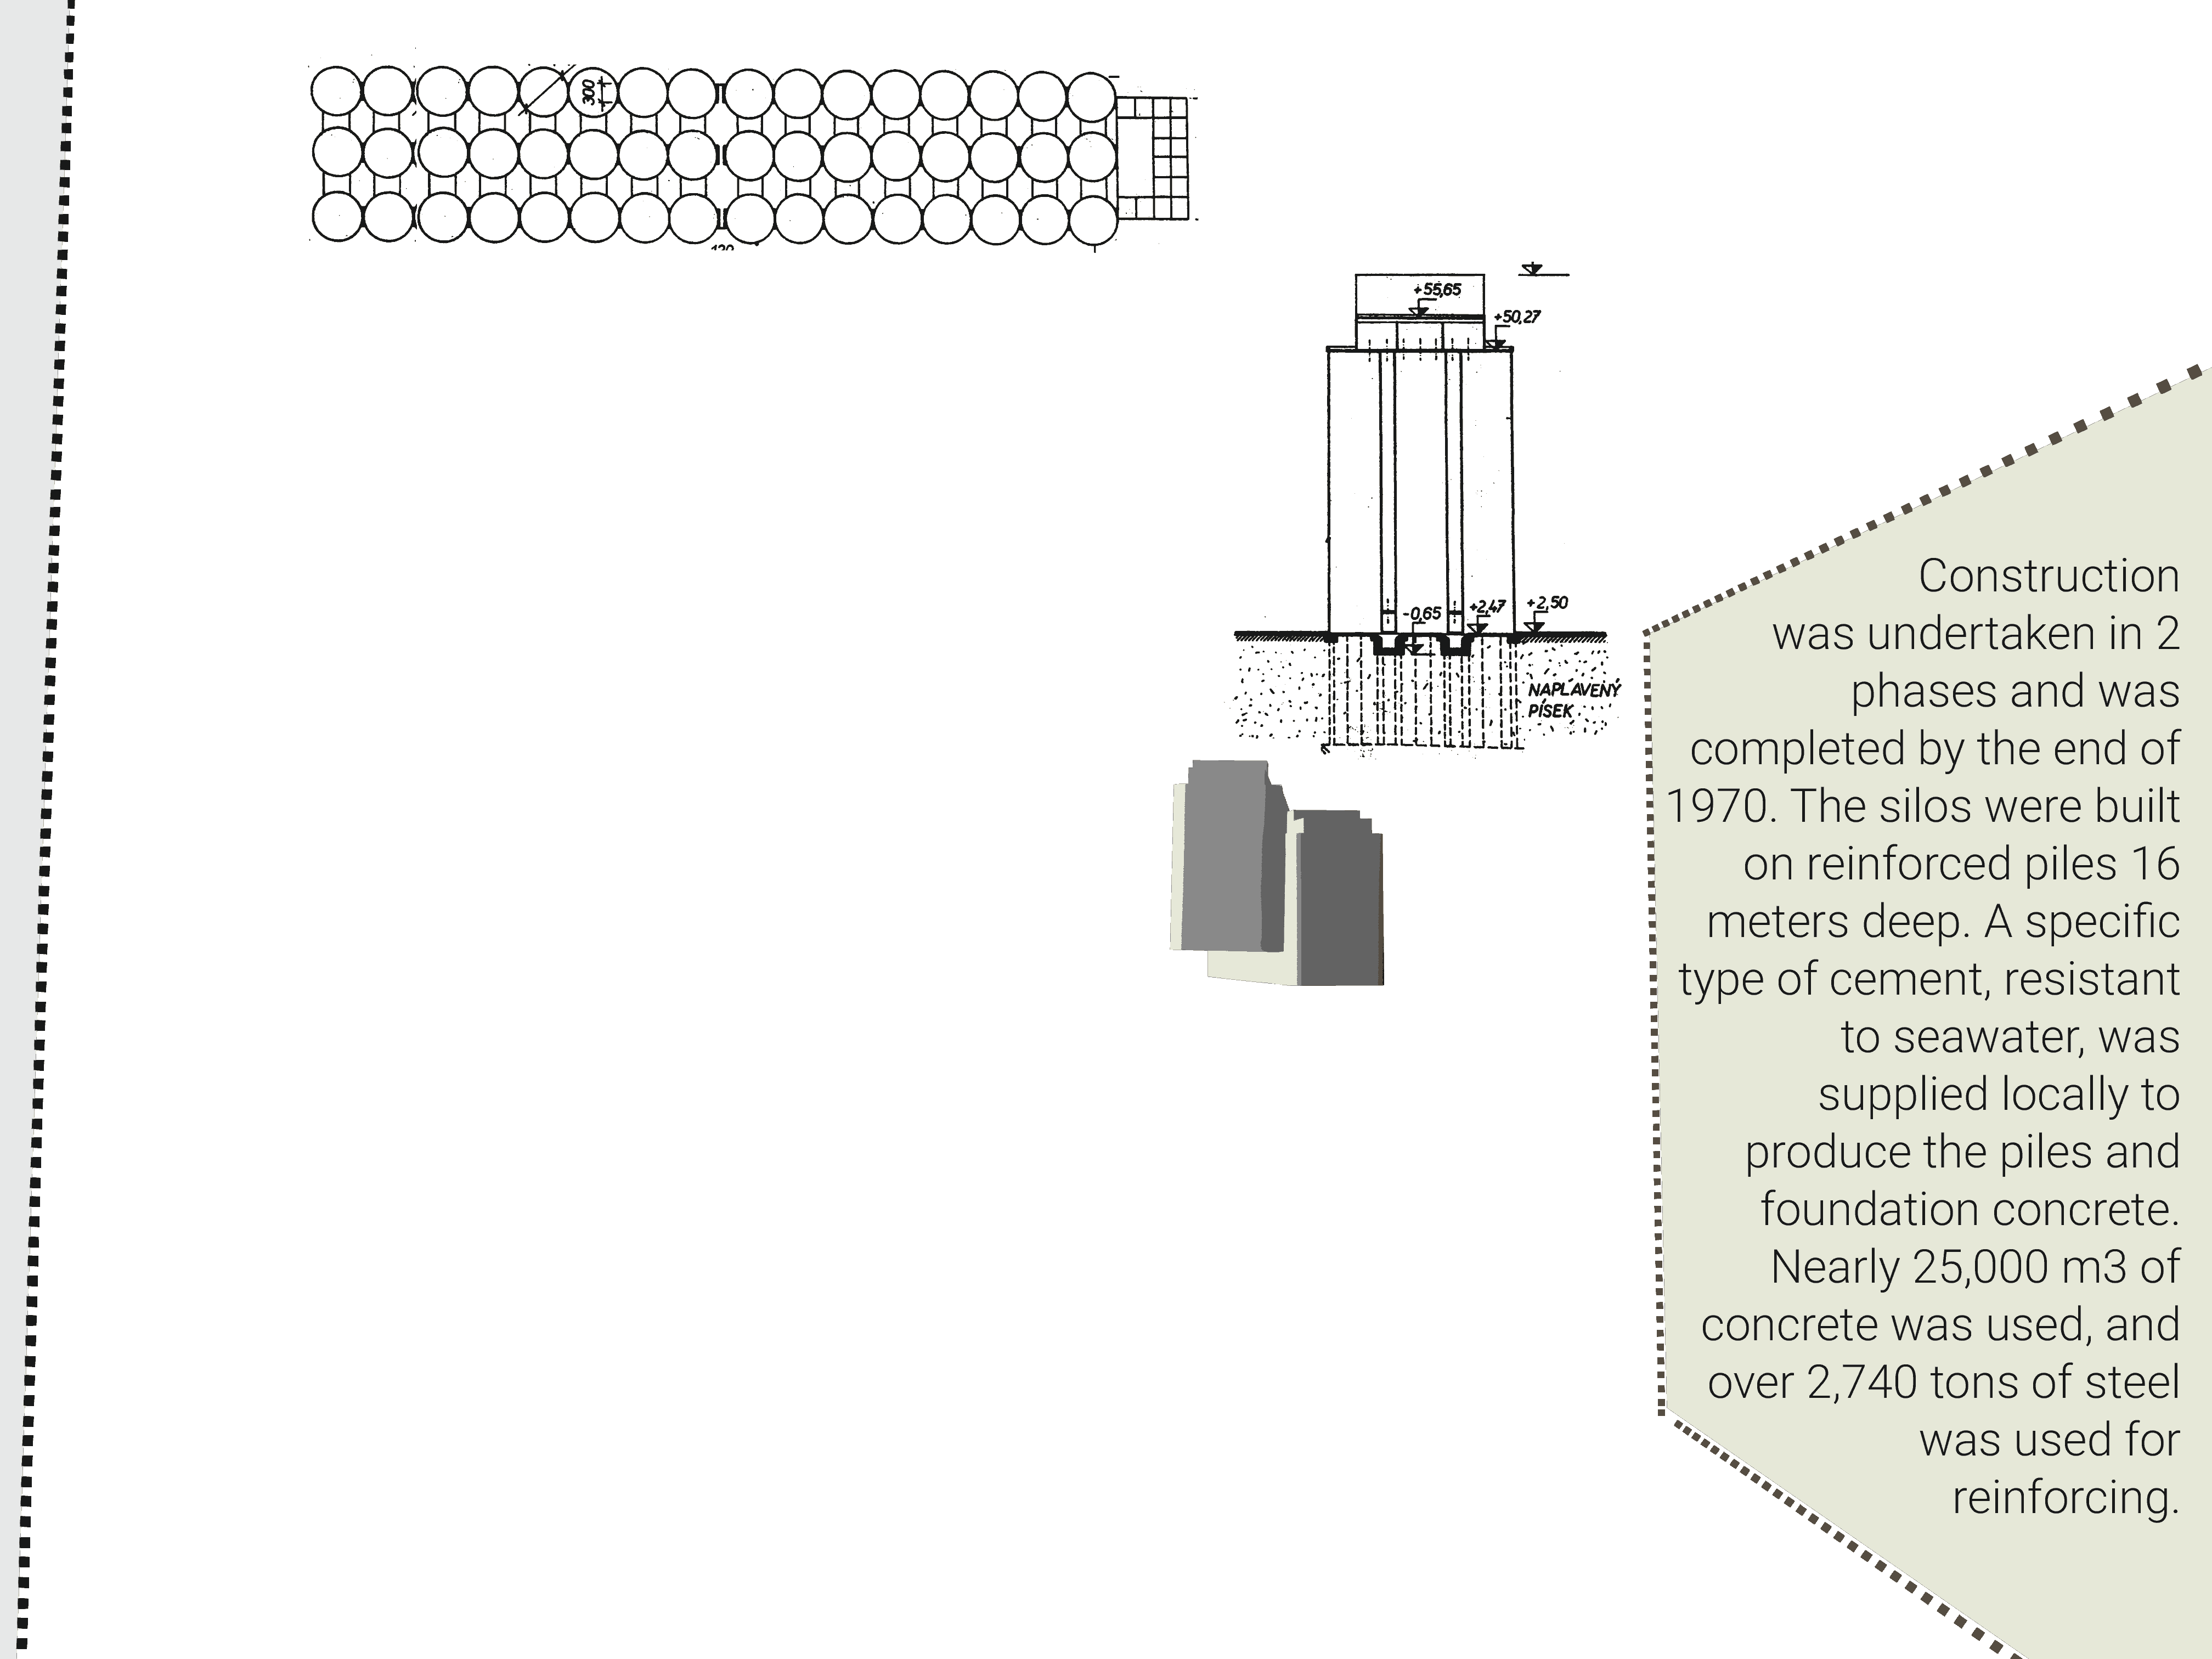 300
+55,65
+50,27
-0,65
+2,47
+2,50
NAPLAVENÝ
PÍSEK
Construction
was undertaken in 2
phases and was
completed by the end of
1970. The silos were built
on reinforced piles 16
meters deep. A specific
type of cement, resistant
to seawater, was
supplied locally to
produce the piles and
foundation concrete.
Nearly 25,000 m3 of
concrete was used, and
over 2,740 tons of steel
was used for
reinforcing.